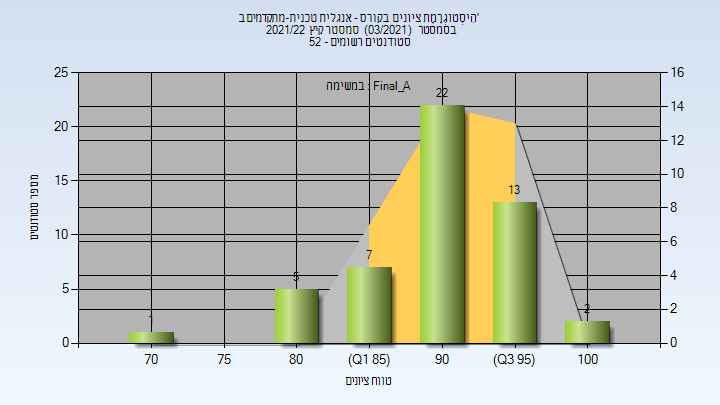 הִיסְטוֹגְרַמַת ציונים בקורס - אנגלית טכנית-מתקדמים ב'
בסמסטר (03/2021) סמסטר קיץ 2021/22
סטודנטים רשומים - 52
במשימה : Final_A
25 20 15 10 5 0
16 14 12 10 8 6 4 2 0
מספר סטודנטים
1 5 7 22 13 2
70 75 80 (Q1 85) 90 (Q3 95) 100
טווח ציונים